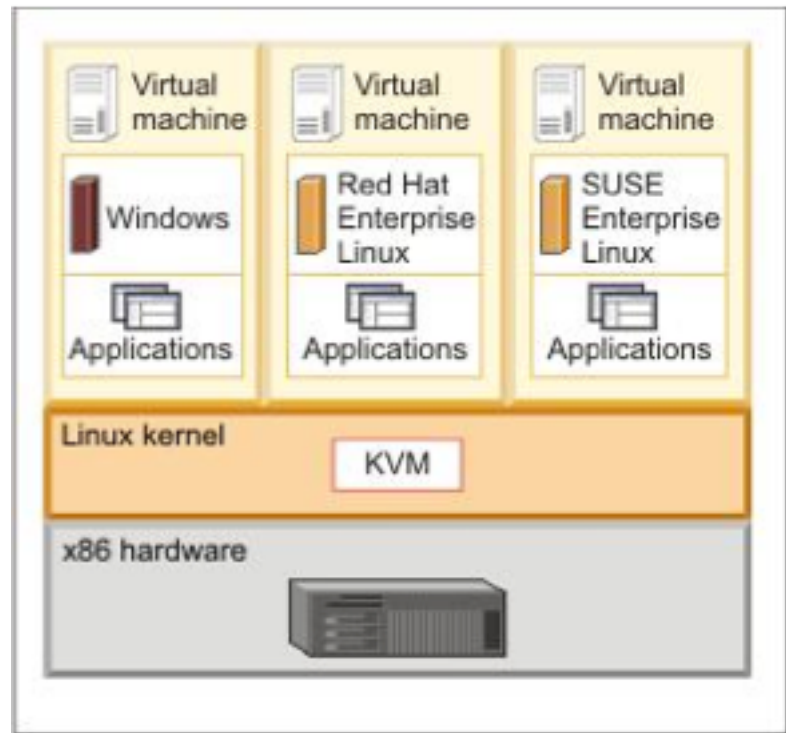 Virtual
machine
Windows
Applications
Virtual
machine
Red Hat
Enterprise
Linux
Applications
Virtual
machine
SUSE
Enterprise
Linux
Applications
Linux kernel
KVM
x86 hardware